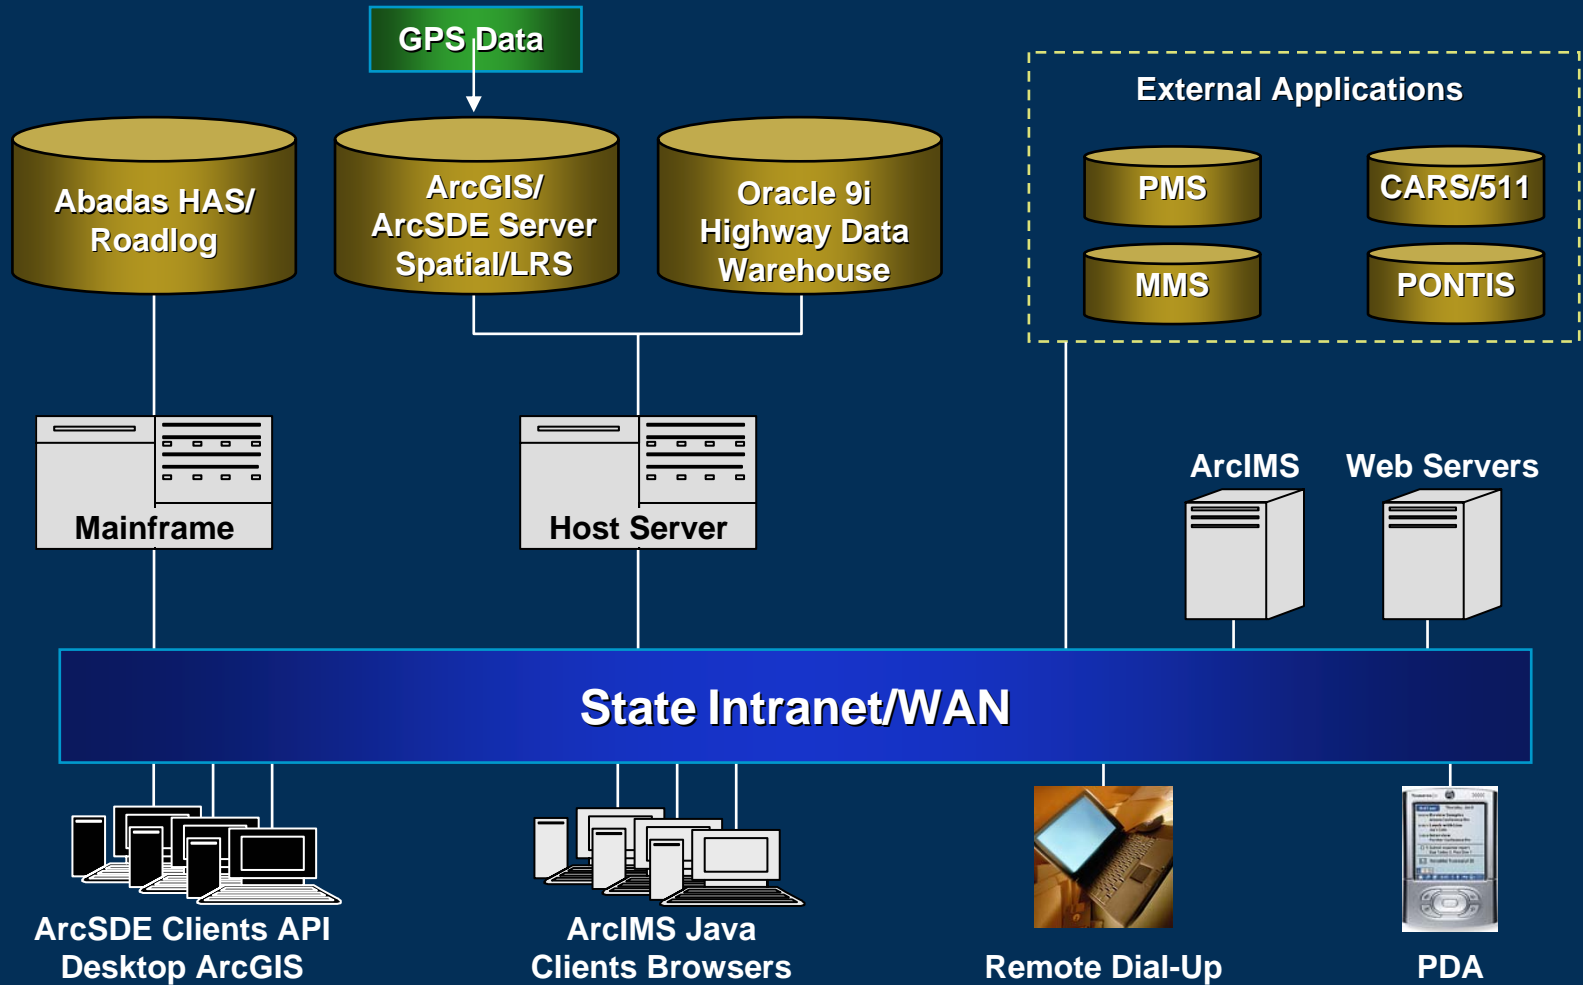 GPS Data
External Applications
Abadas HAS/
Roadlog
ArcGIS/
ArcSDE Server
Spatial/LRS
Oracle 9i
Highway Data
Warehouse
PMS
CARS/511
MMS
PONTIS
Mainframe
Host Server
ArcIMS
Web Servers
State Intranet/WAN
ArcSDE Clients API
Desktop ArcGIS
ArcIMS Java
Clients Browsers
Remote Dial-Up
PDA